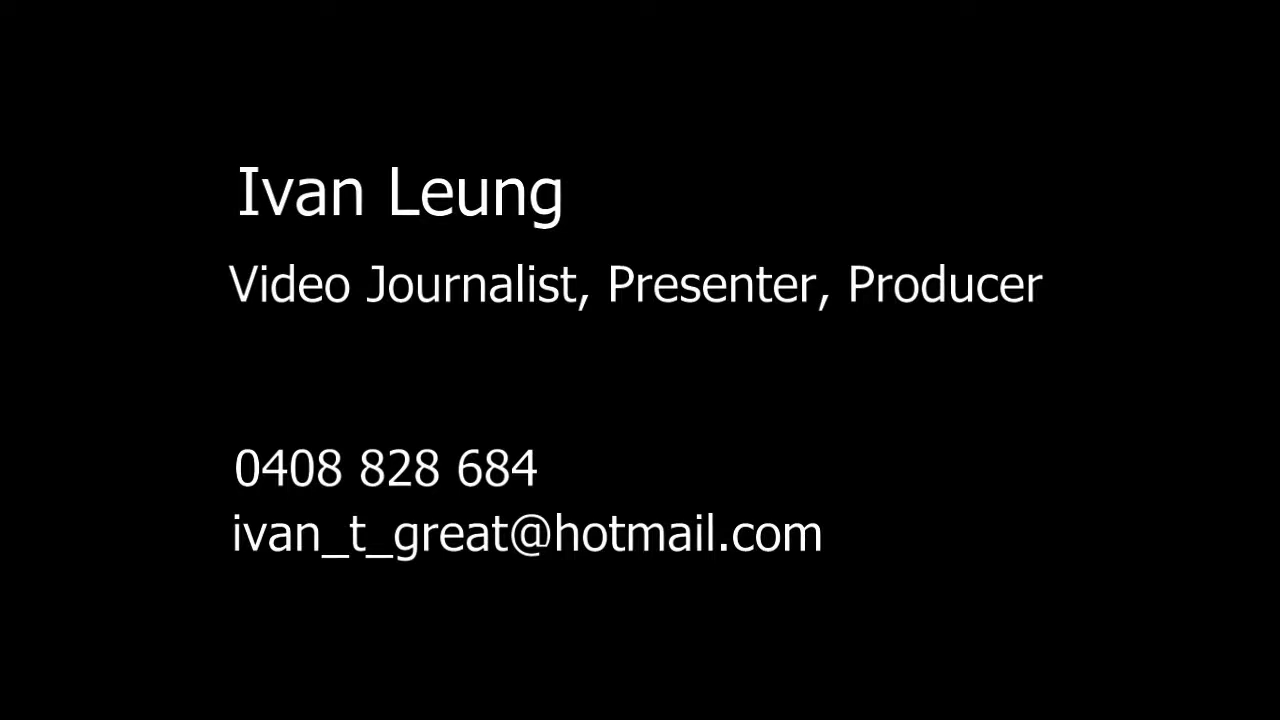 Ivan Leung
Video Journalist, Presenter, Producer
0408 828 684
ivan_t_great@hotmail.com